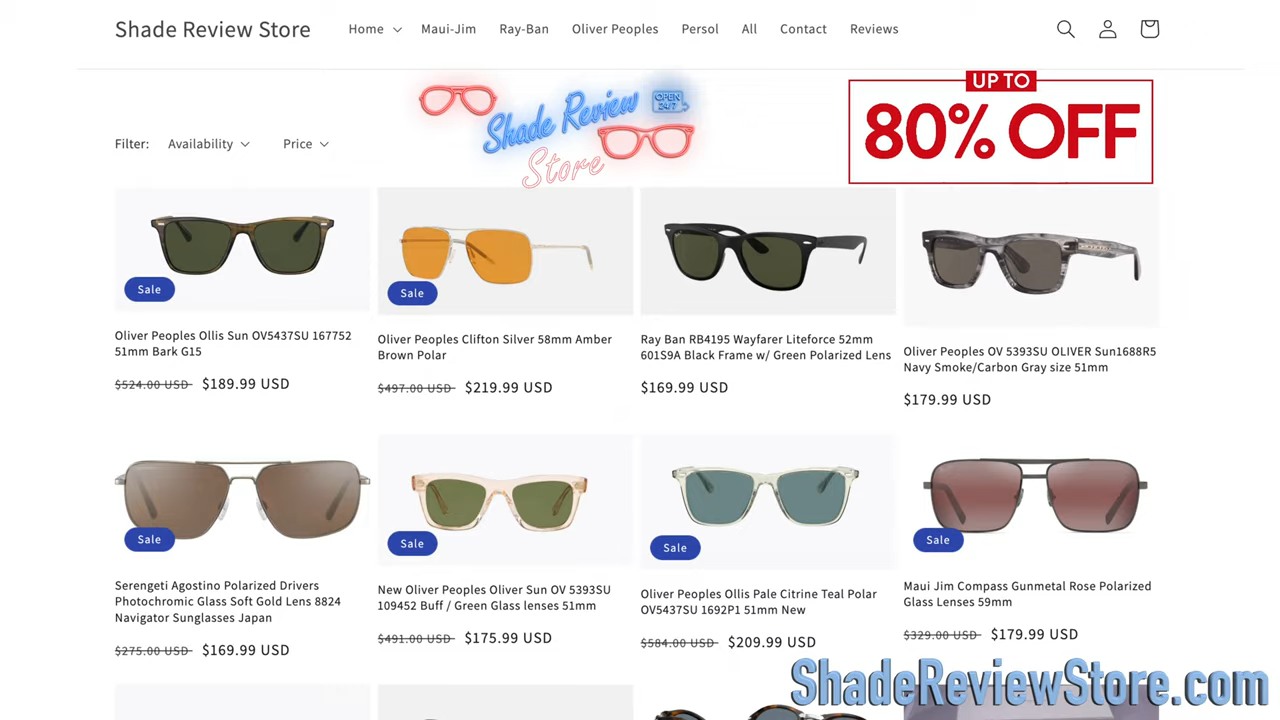 Shade Review Store
Home
Maui-Jim
Ray-Ban
Oliver Peoples
Persol
All
Contact
Reviews
Shade Review
OPEN
24/7
Store
UP TO
80% OFF
Filter:
Availability
Price
Sale
Oliver Peoples Ollis Sun OV5437SU 167752
51mm Bark G15
$524.00 USD $189.99 USD
Sale
Oliver Peoples Clifton Silver 58mm Amber
Brown Polar
$497.00 USD $219.99 USD
Ray Ban RB4195 Wayfarer Liteforce 52mm
601S9A Black Frame w/ Green Polarized Lens
$169.99 USD
Oliver Peoples OV 5393SU OLIVER Sun1688R5
Navy Smoke/Carbon Gray size 51mm
$179.99 USD
Sale
Serengeti Agostino Polarized Drivers
Photochromic Glass Soft Gold Lens 8824
Navigator Sunglasses Japan
$275.00 USD $169.99 USD
Sale
New Oliver Peoples Oliver Sun OV 5393SU
109452 Buff / Green Glass lenses 51mm
$491.00 USD $175.99 USD
Sale
Oliver Peoples Ollis Pale Citrine Teal Polar
OV5437SU 1692P1 51mm New
$584.00 USD $209.99 USD
Sale
Maui Jim Compass Gunmetal Rose Polarized
Glass Lenses 59mm
$329.00 USD $179.99 USD
ShadeReviewStore.com